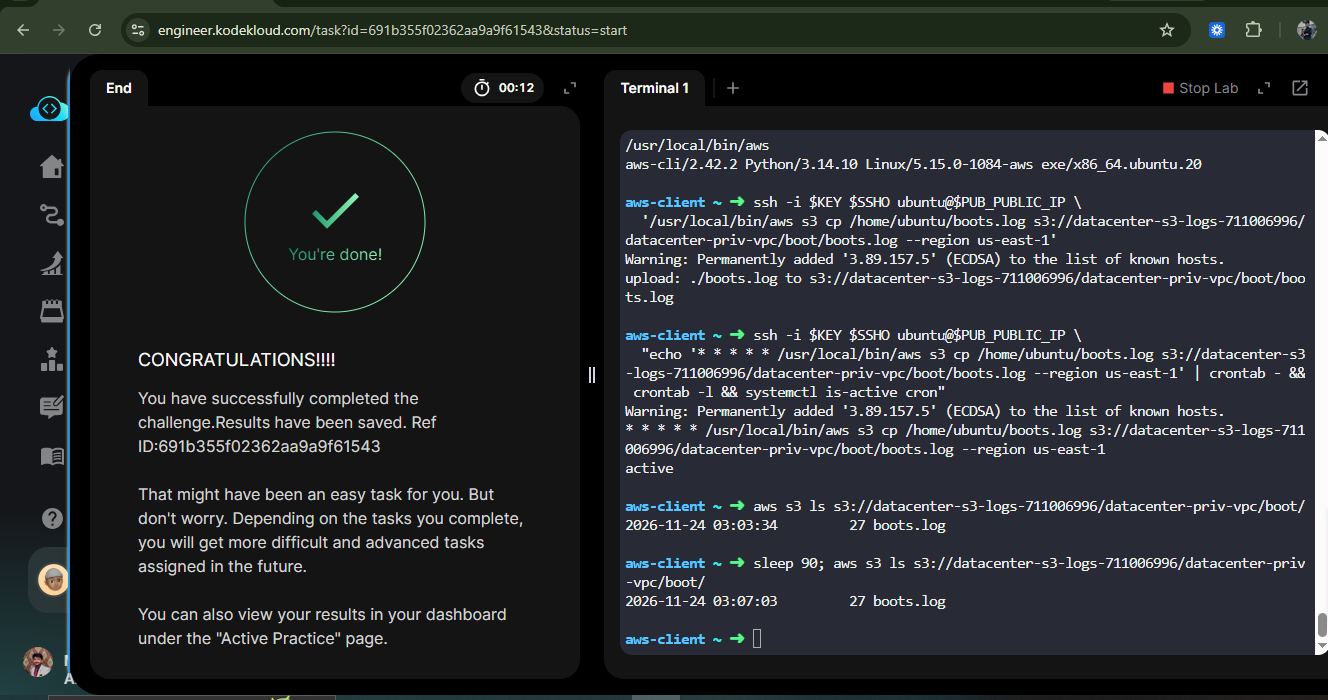 engineer.kodekloud.com/task?id=691b355f02362aa9a9f61543&status=start
End
00:12
Terminal 1
Stop Lab
You're done!
CONGRATULATIONS!!!!
You have successfully completed the
challenge.Results have been saved. Ref
ID:691b355f02362aa9a9f61543
That might have been an easy task for you. But
don't worry. Depending on the tasks you complete,
you will get more difficult and advanced tasks
assigned in the future.
You can also view your results in your dashboard
under the "Active Practice" page.
/usr/local/bin/aws
aws-cli/2.42.2 Python/3.14.10 Linux/5.15.0-1084-aws exe/x86_64.ubuntu.20
aws-client ~ ➜ ssh -i $KEY $SSHO ubuntu@$PUB_PUBLIC_IP \
'/usr/local/bin/aws s3 cp /home/ubuntu/boots.log s3://datacenter-s3-logs-711006996/
datacenter-priv-vpc/boot/boots.log --region us-east-1'
Warning: Permanently added '3.89.157.5' (ECDSA) to the list of known hosts.
upload: ./boots.log to s3://datacenter-s3-logs-711006996/datacenter-priv-vpc/boot/boo
ts.log
aws-client ~ ➜ ssh -i $KEY $SSHO ubuntu@$PUB_PUBLIC_IP \
"echo '* * * * * /usr/local/bin/aws s3 cp /home/ubuntu/boots.log s3://datacenter-s3
-logs-711006996/datacenter-priv-vpc/boot/boots.log --region us-east-1' | crontab - &&
crontab -l && systemctl is-active cron"
Warning: Permanently added '3.89.157.5' (ECDSA) to the list of known hosts.
* * * * * /usr/local/bin/aws s3 cp /home/ubuntu/boots.log s3://datacenter-s3-logs-711
006996/datacenter-priv-vpc/boot/boots.log --region us-east-1
active
aws-client ~ ➜ aws s3 ls s3://datacenter-s3-logs-711006996/datacenter-priv-vpc/boot/
2026-11-24 03:03:34 27 boots.log
aws-client ~ ➜ sleep 90; aws s3 ls s3://datacenter-s3-logs-711006996/datacenter-priv
-vpc/boot/
2026-11-24 03:07:03 27 boots.log
aws-client ~ ➜